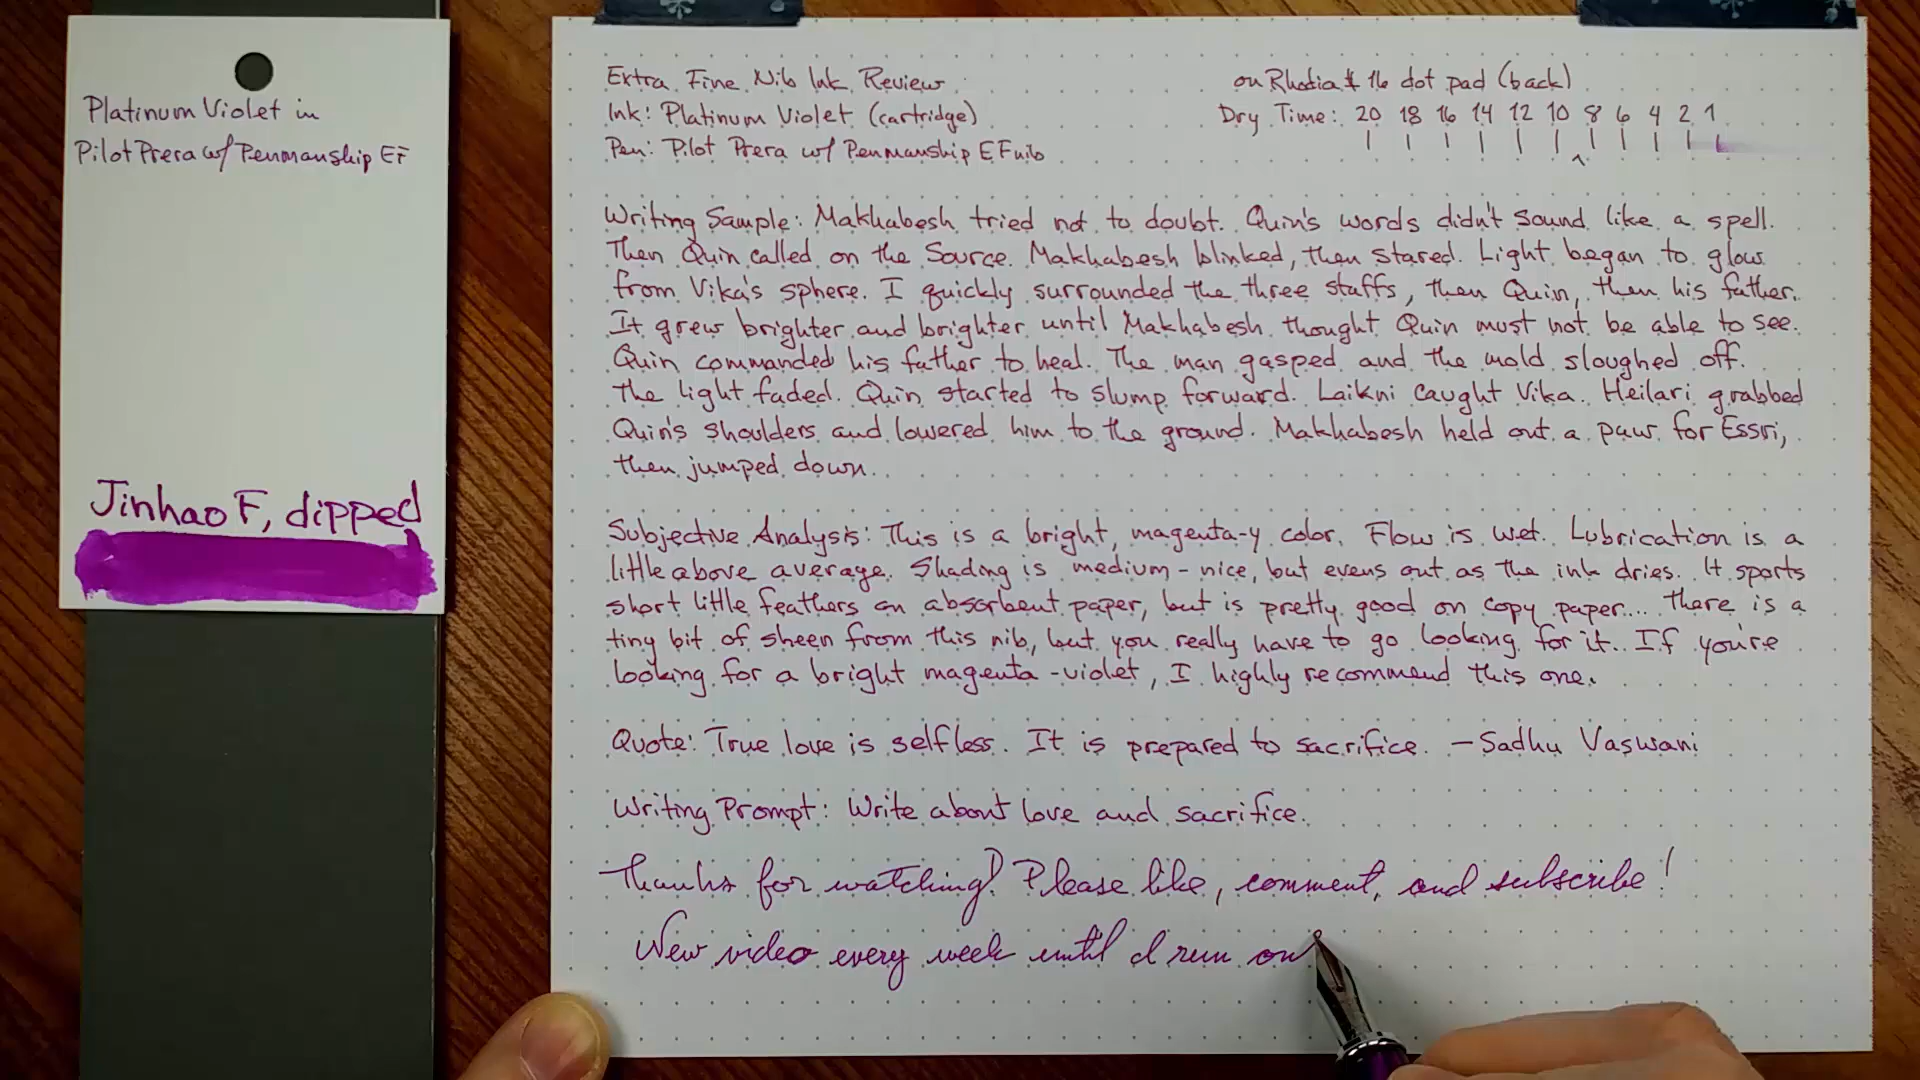 Platinum Violet in
Pilot Prera w/ Penmanship EF
Jinhao F, dipped
Extra Fine Nib Ink Review
Ink: Platinum Violet (cartridge)
Pen: Pilot Prera w/ Penmanship EF nib
on Rhodia # 16 dot pad (back)
Dry Time: 20 18 16 14 12 10 8 6 4 2 1
Writing Sample: Makhabesh tried not to doubt. Quin's words didn't sound like a spell.
Then Quin called on the Source. Makhabesh blinked, then stared. Light began to glow
from Vika's sphere. I quickly surrounded the three staffs, then Quin, then his father.
It grew brighter and brighter until Makhabesh thought Quin must not be able to see.
Quin commanded his father to heal. The man gasped and the mold sloughed off.
The light faded. Quin started to slump forward. Laikni caught Vika. Heilari grabbed
Quin's shoulders and lowered him to the ground. Makhabesh held out a paw for Essri,
then jumped down.
Subjective Analysis: This is a bright, magenta-y color. Flow is wet. Lubrication is a
little above average. Shading is medium - nice, but evens out as the ink dries. It sports
short little feathers on absorbent paper, but is pretty good on copy paper... There is a
tiny bit of sheen from this nib, but you really have to go looking for it. If you're
looking for a bright magenta-violet, I highly recommend this one.
Quote: True love is selfless. It is prepared to sacrifice. - Sadhu Vaswani
Writing Prompt: Write about love and sacrifice.
Thanks for watching! Please like, comment, and subscribe!
New video every week until I run out